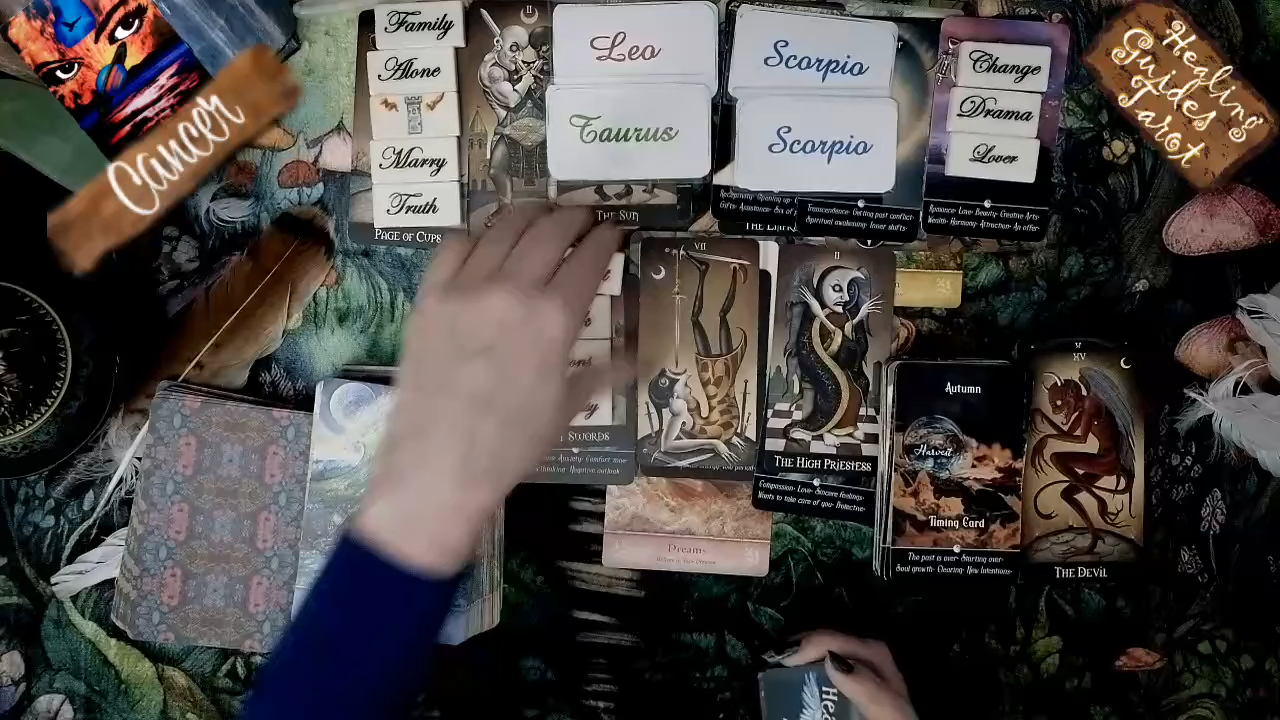 Cancer
Family
Alone
Marry
Truth
PAGE OF CUPS
II
Leo
Taurus
THE SUN
Scorpio
Scorpio
Transcendence- Getting past conflict-
Spiritual awakening- Inner shifts-
Change
Drama
Lover
Romance- Love- Beauty- Creative Arts-
Wealth- Harmony- Attraction- An offer-
Healing
Guides
Tarot
SWORDS
VII
Dreams
II
THE HIGH PRIESTESS
Compassion- Love- Sincere feelings-
Wants to take care of you- Protective-
Autumn
Harvest
Timing Card
The past is over- Starting over-
Soul growth- Clearing- New Intentions-
XV
THE DEVIL